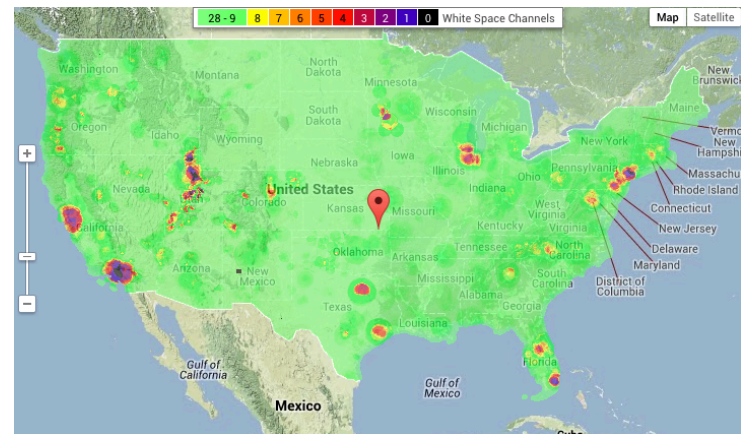 28 - 9 8 7 6 5 4 3 2 1 0 White Space Channels
Map Satellite
Washington
Montana
North
Dakota
Minnesota
New
Brunswick
Maine
Oregon
Idaho
Wyoming
South
Dakota
Wisconsin
Michigan
New York
Vermo
New
Hampshi
Massachu
Rhode Island
Connecticut
New Jersey
Delaware
Maryland
District of
Columbia
Nebraska
Iowa
Illinois
Indiana
Ohio
Pennsylvania
Nevada
Utah
Colorado
United States
Kansas
Missouri
West
Virginia
Virginia
Kentucky
California
Arizona
New
Mexico
Oklahoma
Arkansas
Tennessee
North
Carolina
South
Carolina
Mississippi
Alabama
Georgia
Texas
Louisiana
Florida
Gulf of
California
Gulf of
Mexico
Mexico
Cuba
+
−